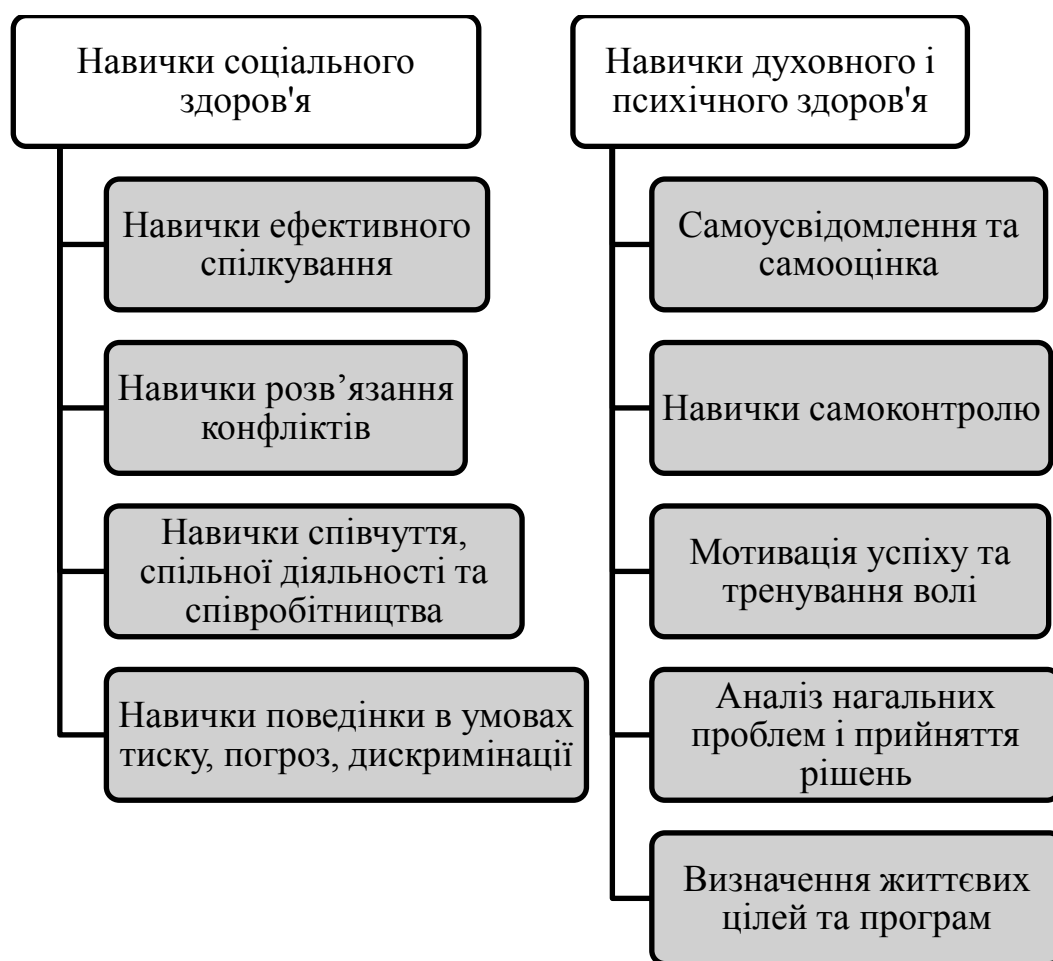 Навички соціального
здоров'я
Навички ефективного
спілкування
Навички розв’язання
конфліктів
Навички співчуття,
спільної діяльності та
співробітництва
Навички поведінки в умовах
тиску, погроз, дискримінації
Навички духовного і
психічного здоров'я
Самоусвідомлення та
самооцінка
Навички самоконтролю
Мотивація успіху та
тренування волі
Аналіз нагальних
проблем і прийняття
рішень
Визначення життєвих
цілей та програм